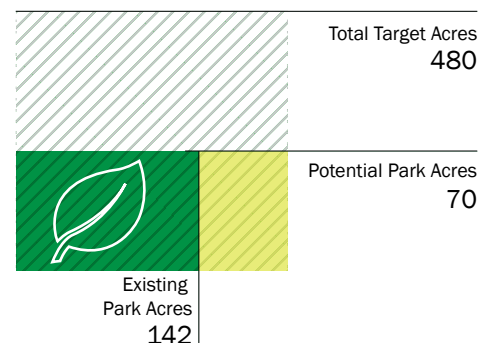 Total Target Acres
480
Potential Park Acres
70
Existing
Park Acres
142